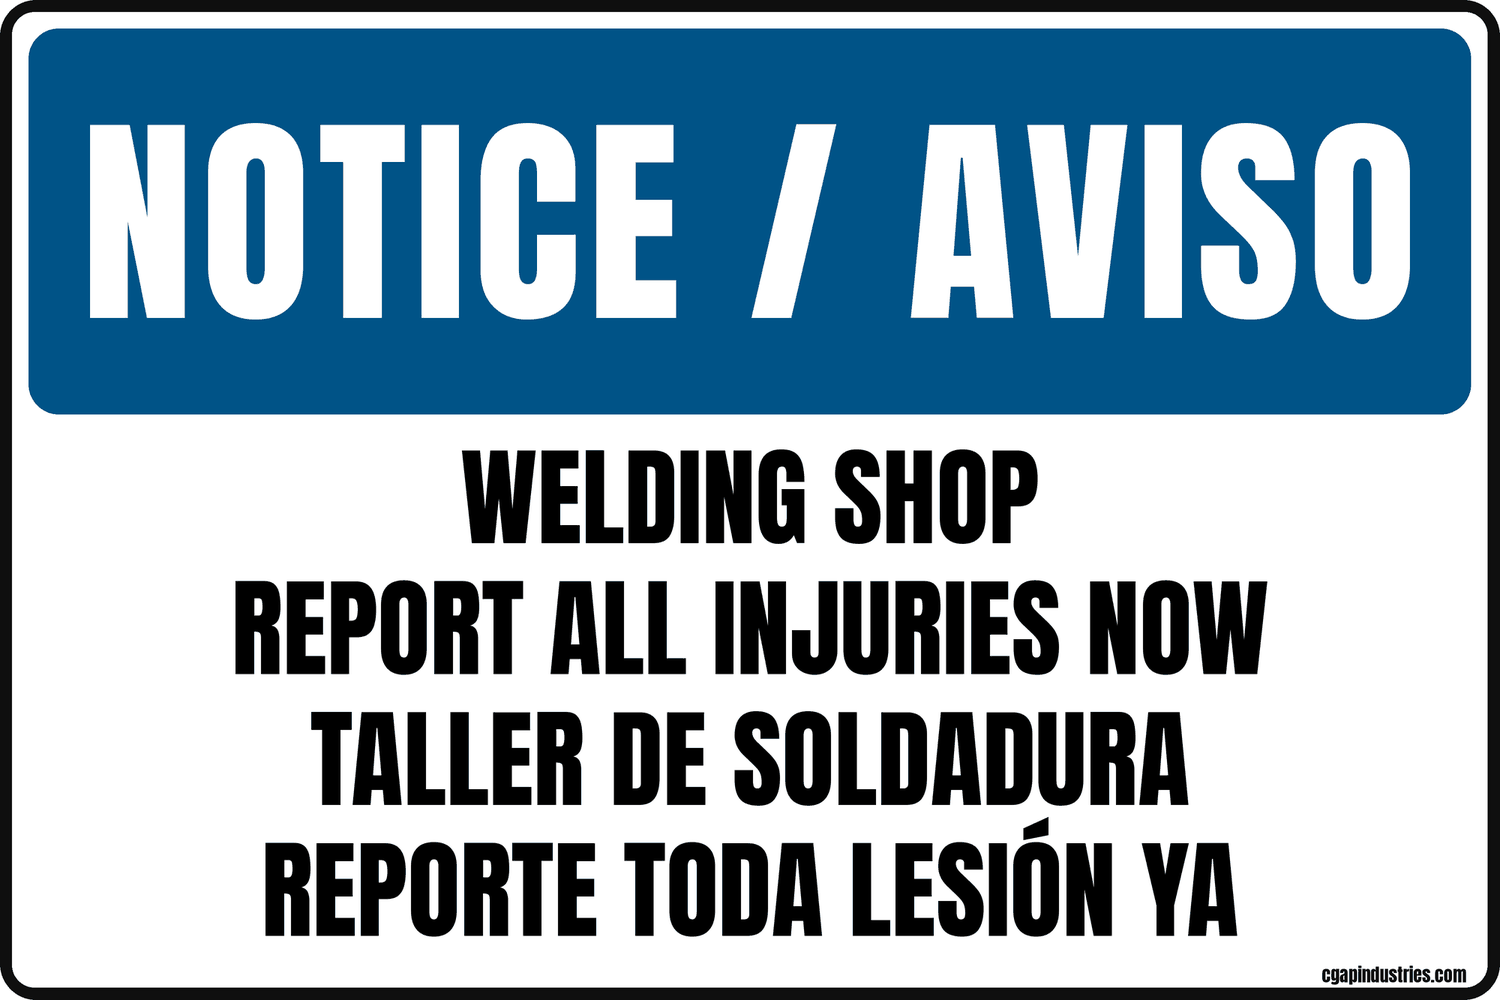 NOTICE / AVISO
WELDING SHOP
REPORT ALL INJURIES NOW
TALLER DE SOLDADURA
REPORTE TODA LESIÓN YA
cgapindustries.com